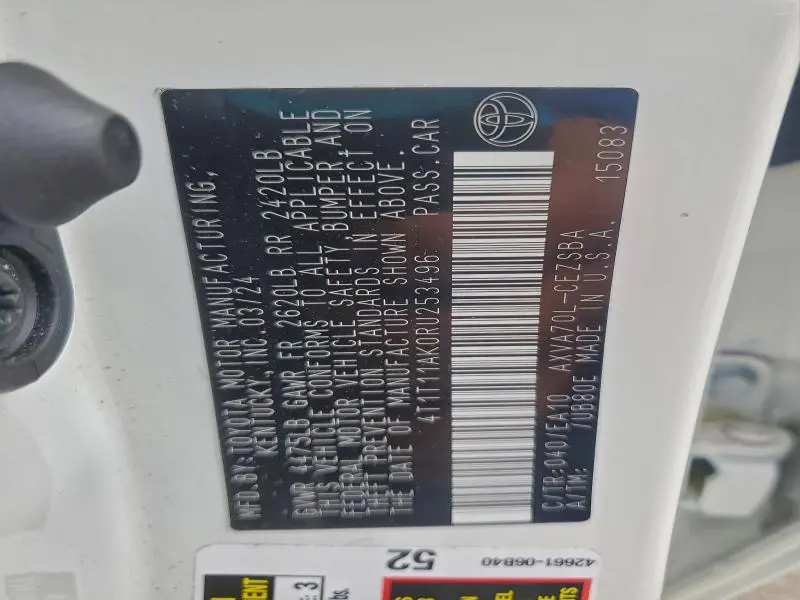 MFD.BY:TOYOTA MOTOR MANUFACTURING,
KENTUCKY, INC.03/24
GWR 4475LB GAWR FR 2620LB RR 2420LB
THIS VEHICLE CONFORMS TO ALL APPLICABLE
FEDERAL MOTOR VEHICLE SAFETY, BUMPER, AND
THEFT PREVENTION STANDARDS IN EFFECT ON
THE DATE OF MANUFACTURE SHOWN ABOVE.
4T1T11AK0RU253496 PASS.CAR
C/TR:040/EA10 AXVA70L-CEZSBA
A/TM: /UB80E MADE IN U.S.A. 15083
52
42661-06B40